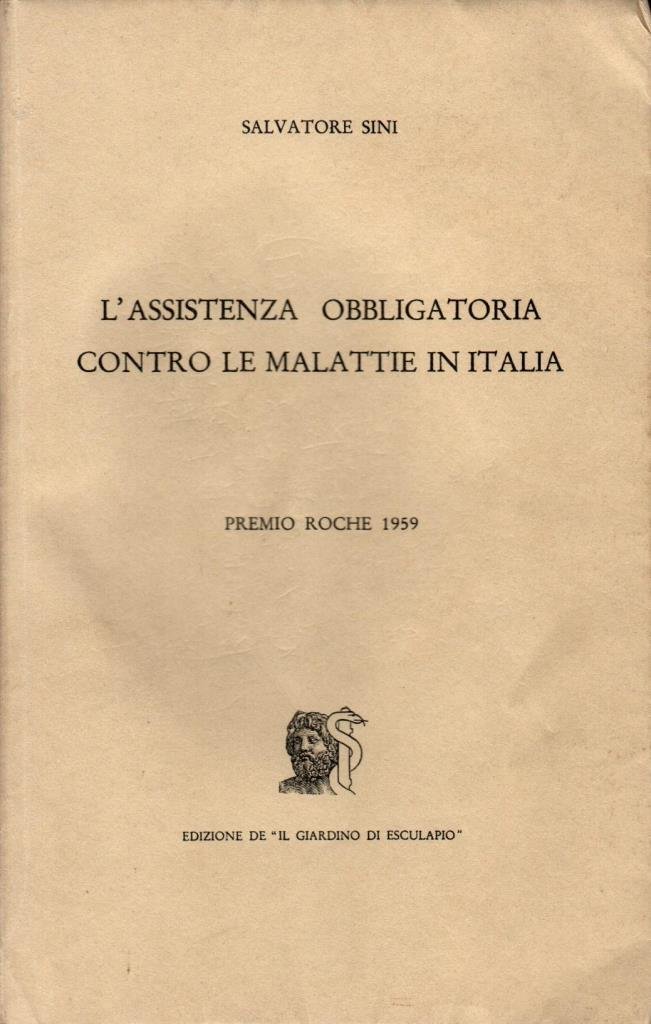 SALVATORE SINI
L'ASSISTENZA OBBLIGATORIA
CONTRO LE MALATTIE IN ITALIA
PREMIO ROCHE 1959
EDIZIONE DE "IL GIARDINO DI ESCULAPIO"